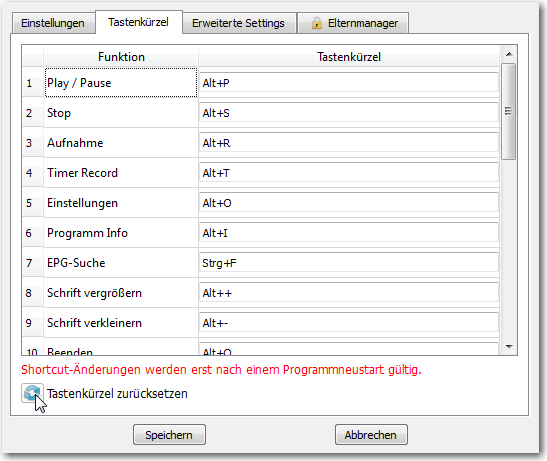 Einstellungen Tastenkürzel Erweiterte Settings Elternmanager
Funktion Tastenkürzel
1 Play / Pause Alt+P
2 Stop Alt+S
3 Aufnahme Alt+R
4 Timer Record Alt+T
5 Einstellungen Alt+O
6 Programm Info Alt+I
7 EPG-Suche Strg+F
8 Schrift vergrößern Alt++
9 Schrift verkleinern Alt+-
10 Beenden
Shortcut-Änderungen werden erst nach einem Programmneustart gültig.
Tastenkürzel zurücksetzen
Speichern Abbrechen